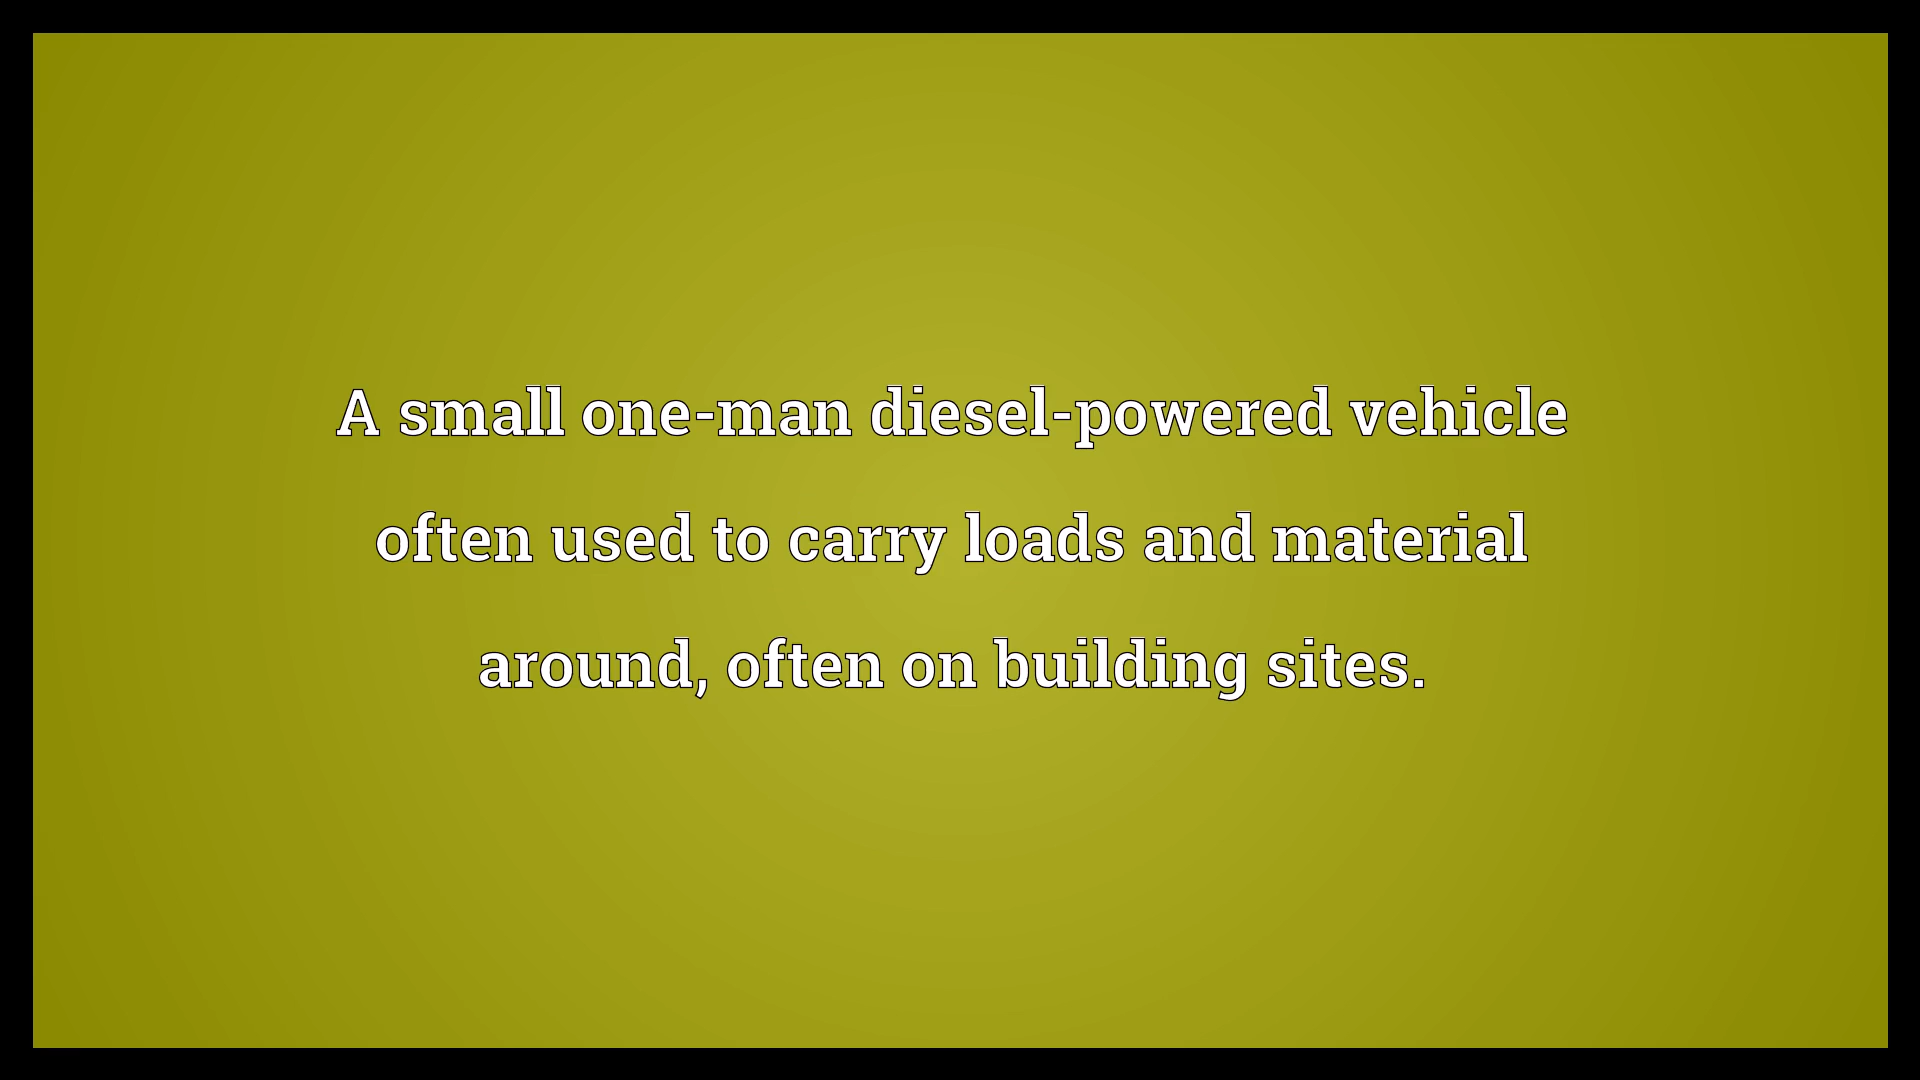 A small one-man diesel-powered vehicle
often used to carry loads and material
around, often on building sites.